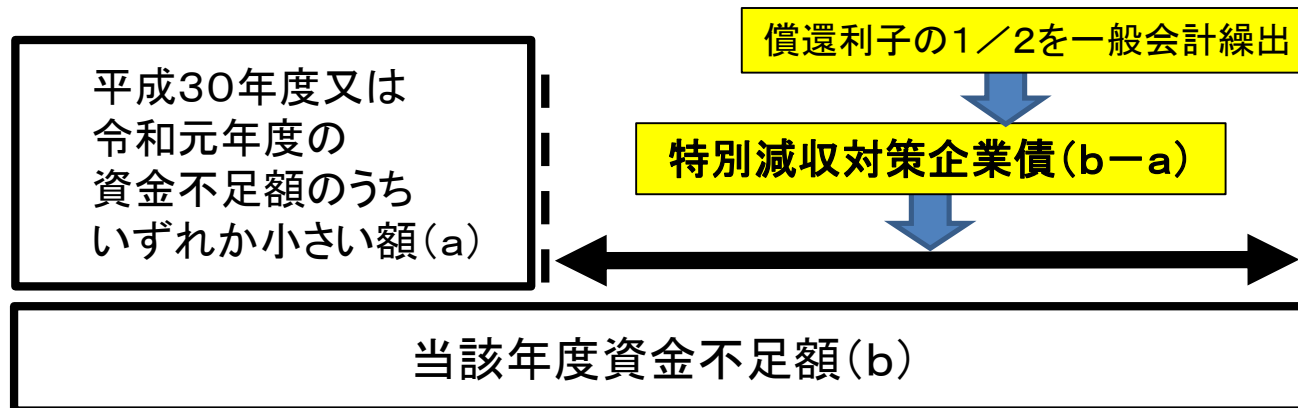 償還利子の1／2を一般会計繰出
平成30年度又は
令和元年度の
資金不足額のうち
いずれか小さい額(a)
特別減収対策企業債(b－a)
当該年度資金不足額(b)